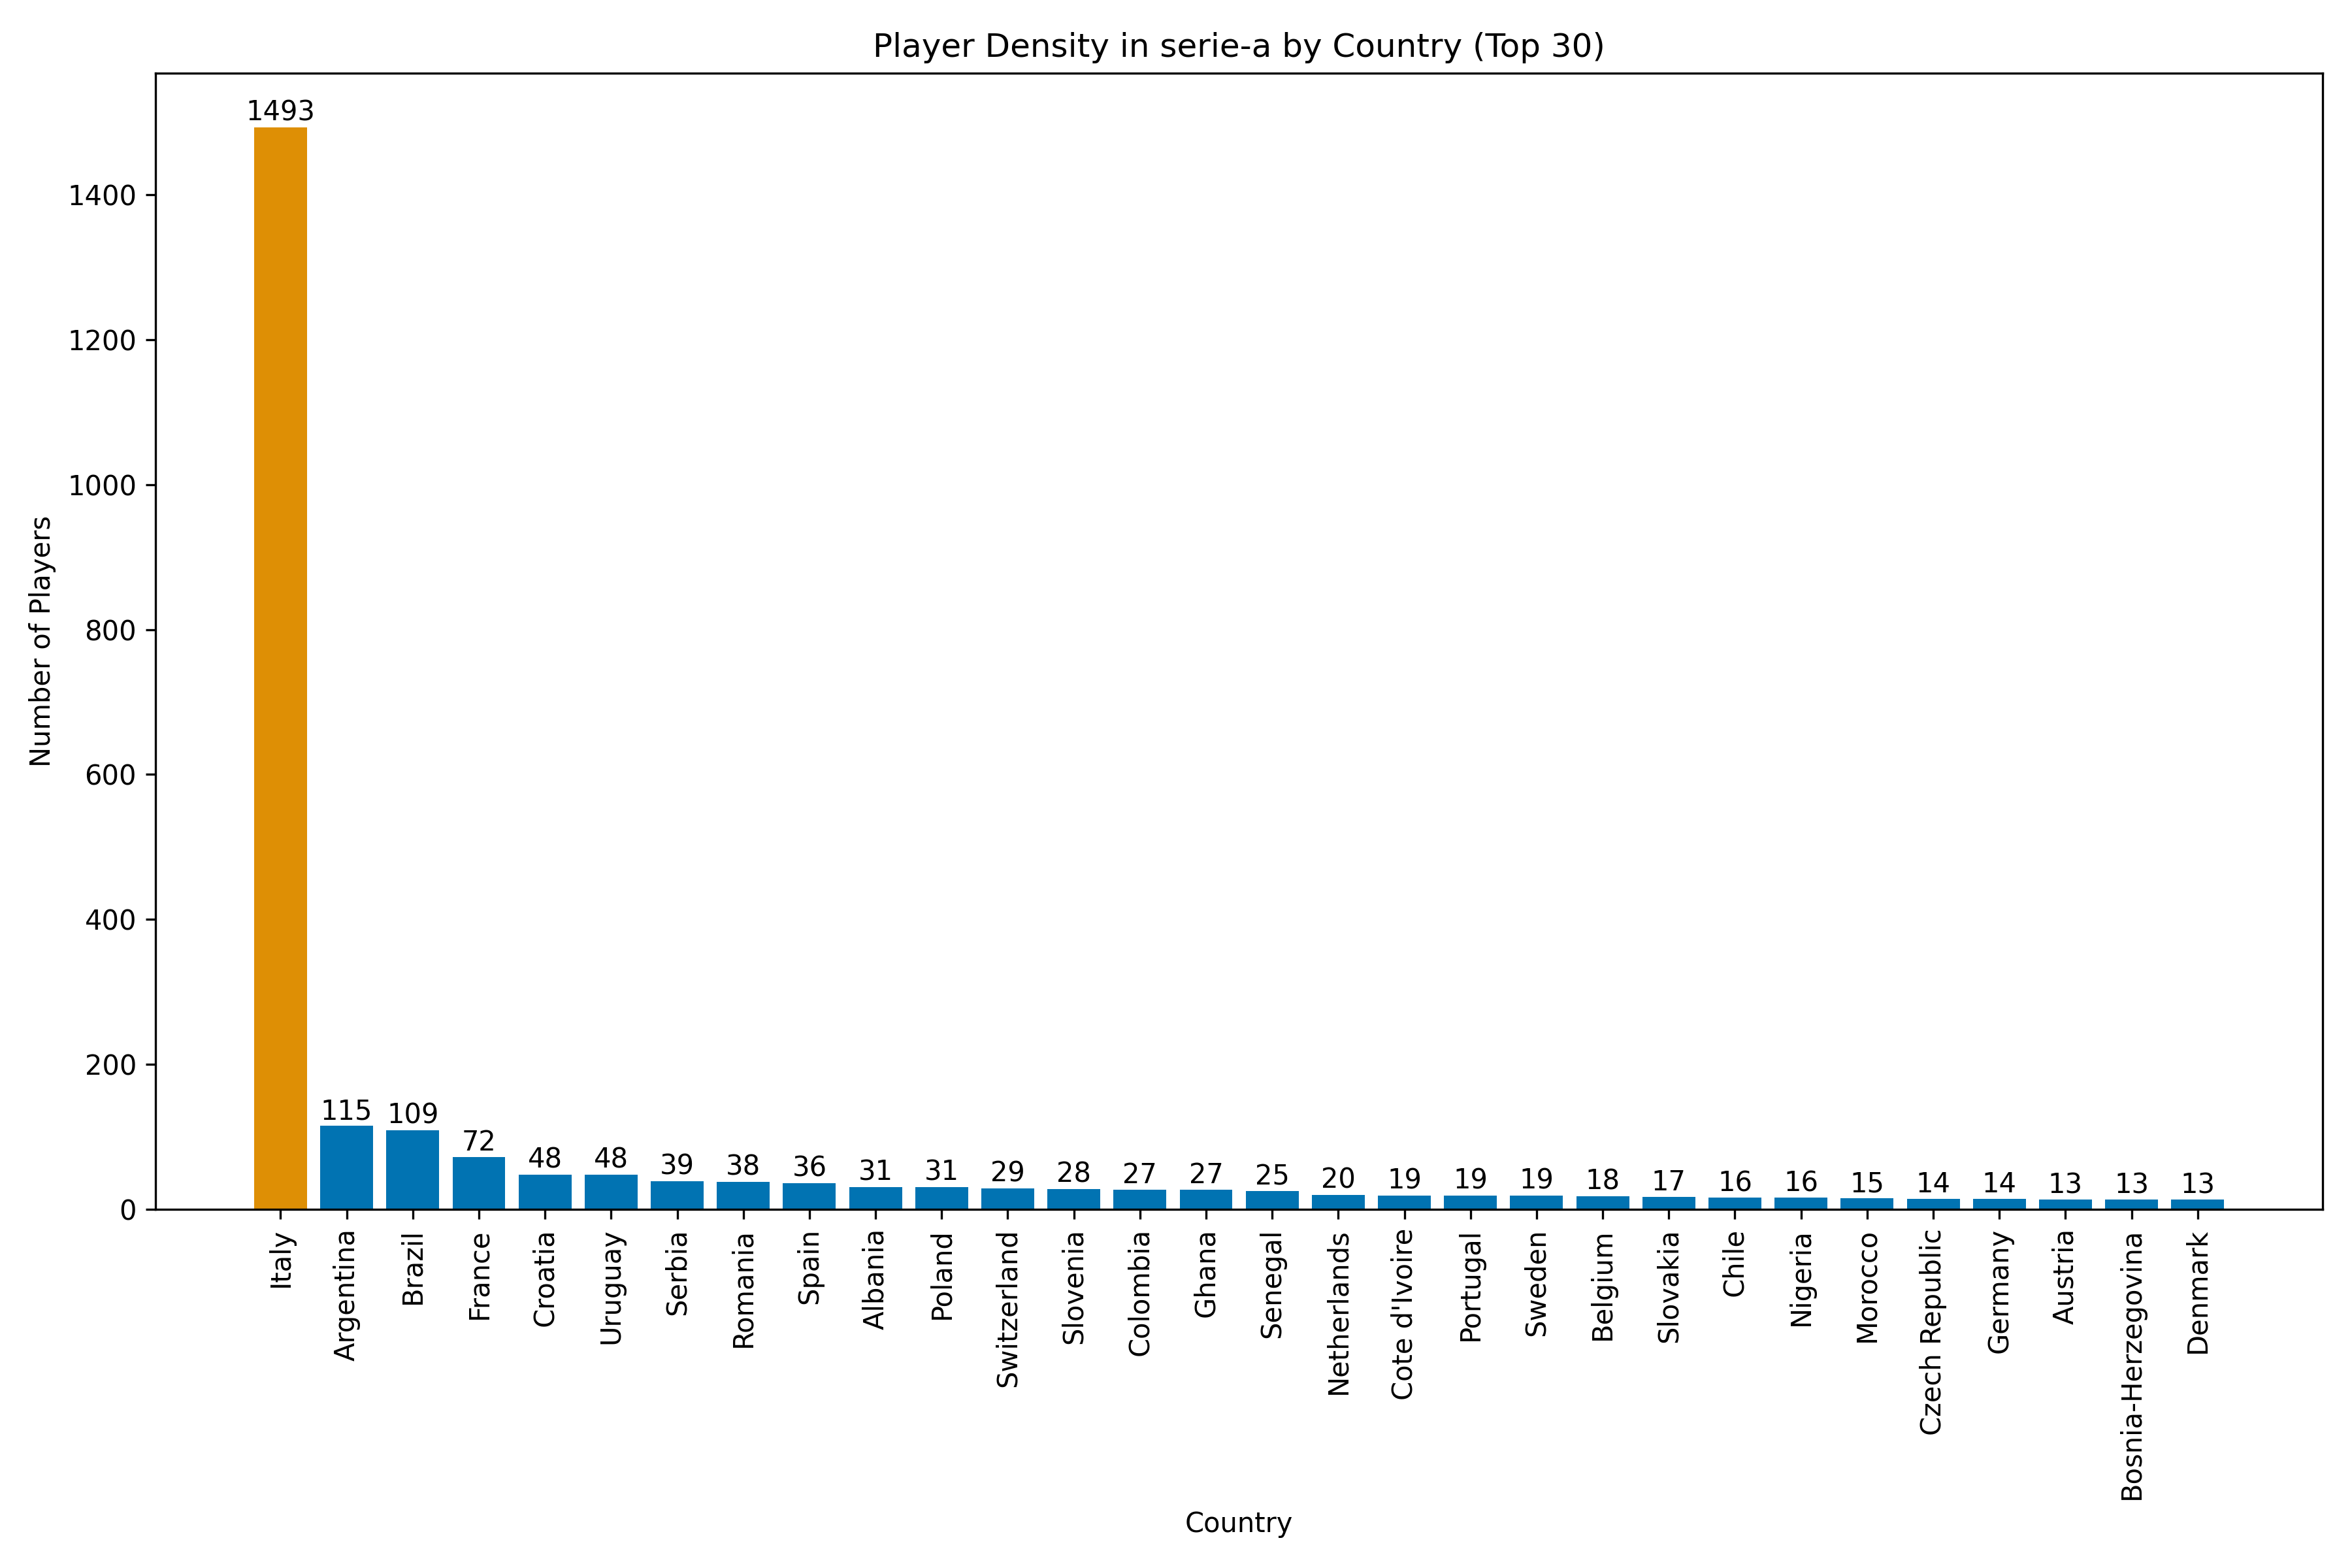 Player Density in serie-a by Country (Top 30)
Number of Players
1400
1200
1000
800
600
400
200
0
1493
115
109
72
48
48
39
38
36
31
31
29
28
27
27
25
20
19
19
19
18
17
16
16
15
14
14
13
13
13
Italy
Argentina
Brazil
France
Croatia
Uruguay
Serbia
Romania
Spain
Albania
Poland
Switzerland
Slovenia
Colombia
Ghana
Senegal
Netherlands
Cote d'Ivoire
Portugal
Sweden
Belgium
Slovakia
Chile
Nigeria
Morocco
Czech Republic
Germany
Austria
Bosnia-Herzegovina
Denmark
Country